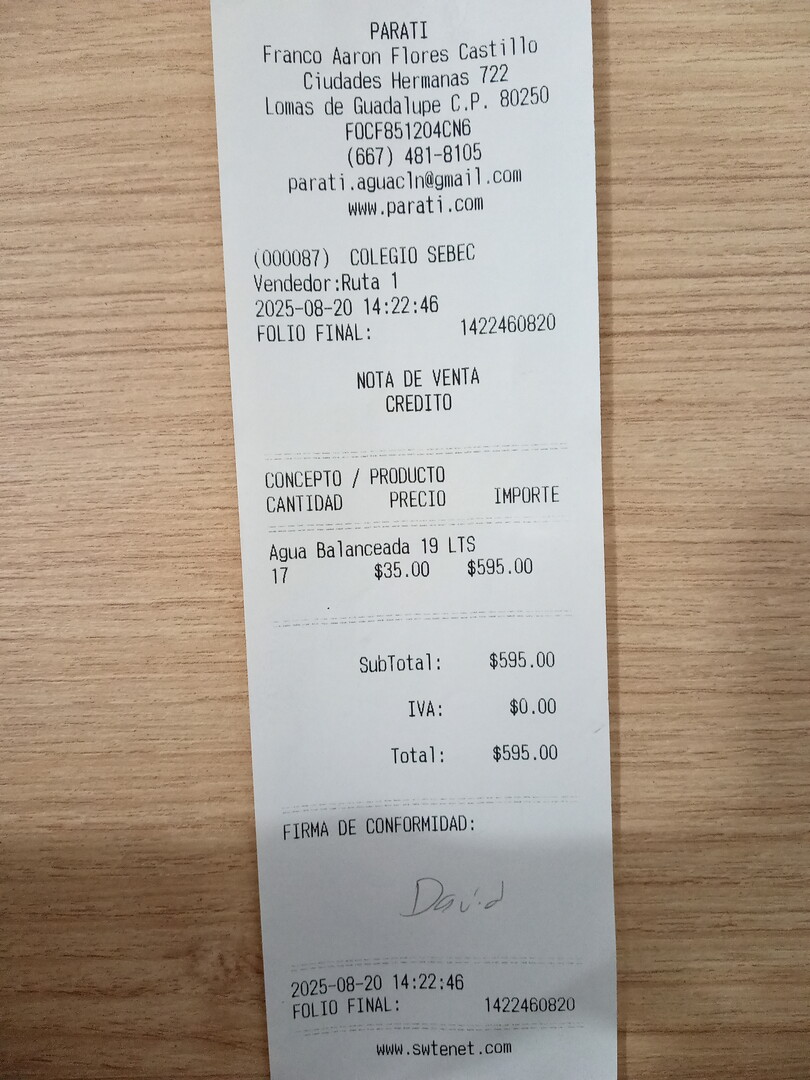 PARATI
Franco Aaron Flores Castillo
Ciudades Hermanas 722
Lomas de Guadalupe C.P. 80250
FOCF851204CN6
(667) 481-8105
parati.aguacln@gmail.com
www.parati.com
(000087) COLEGIO SEBEC
Vendedor:Ruta 1
2025-08-20 14:22:46
FOLIO FINAL: 1422460820
NOTA DE VENTA
CREDITO
CONCEPTO / PRODUCTO
CANTIDAD PRECIO IMPORTE
Agua Balanceada 19 LTS
17 $35.00 $595.00
SubTotal: $595.00
IVA: $0.00
Total: $595.00
FIRMA DE CONFORMIDAD:
David
2025-08-20 14:22:46
FOLIO FINAL: 1422460820
www.swtenet.com